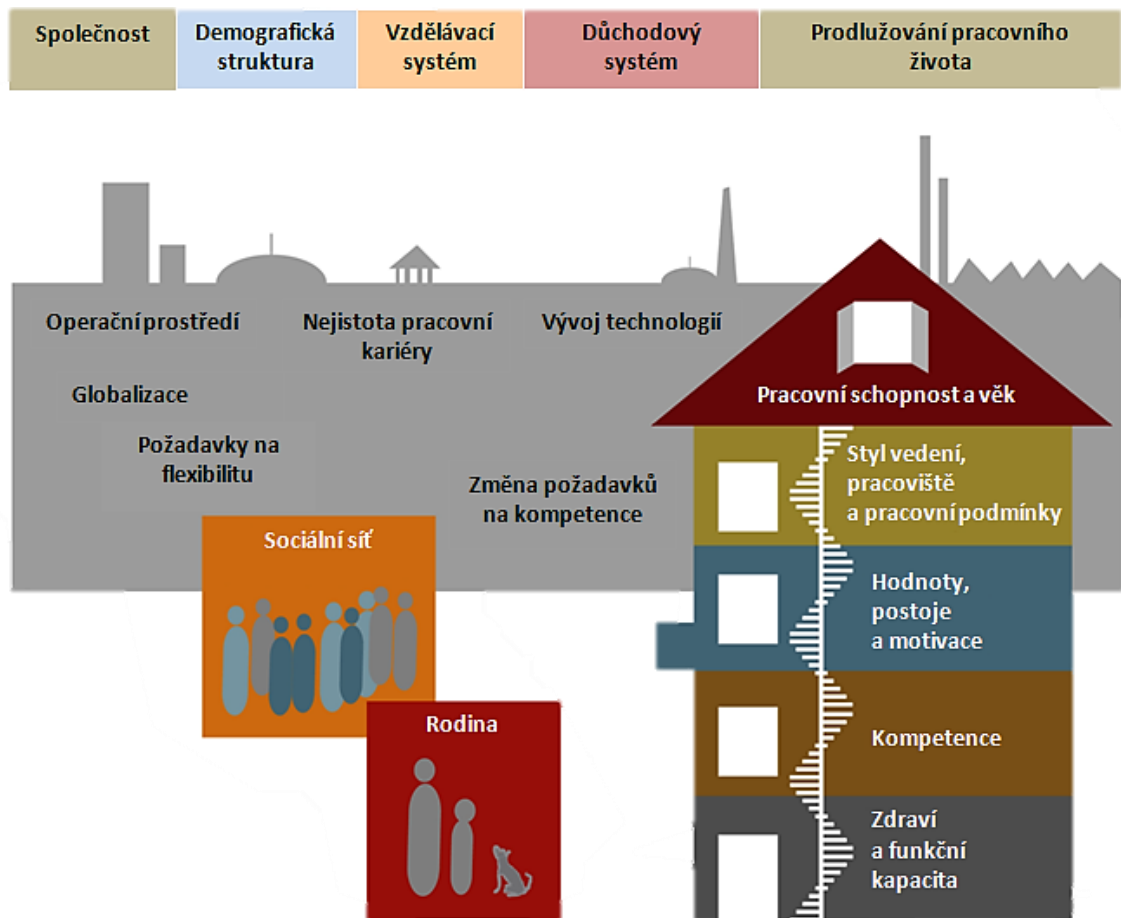 Společnost
Demografická
struktura
Vzdělávací
systém
Důchodový
systém
Prodlužování pracovního
života
Operační prostředí
Nejistota pracovní
kariéry
Vývoj technologií
Globalizace
Požadavky na
flexibilitu
Změna požadavků
na kompetence
Sociální síť
Rodina
Pracovní schopnost a věk
Styl vedení,
pracoviště
a pracovní podmínky
Hodnoty,
postoje
a motivace
Kompetence
Zdraví
a funkční
kapacita